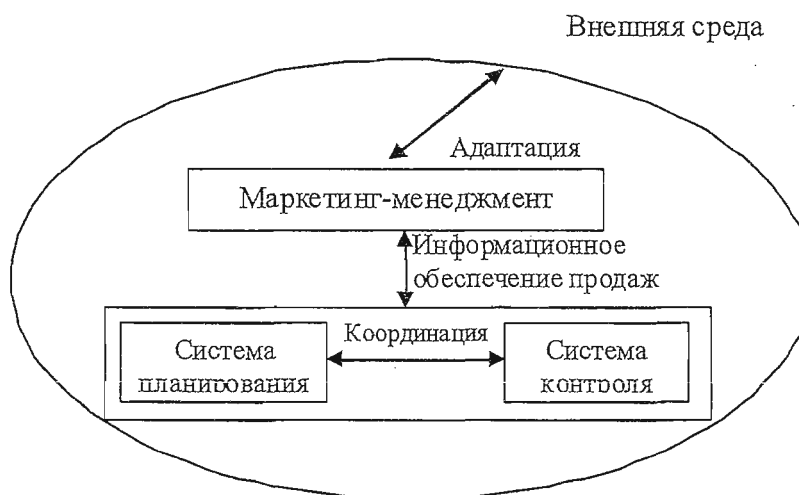 Внешняя среда
Адаптация
Маркетинг-менеджмент
Информационное
обеспечение продаж
Координация
Система
планирования
Система
контроля